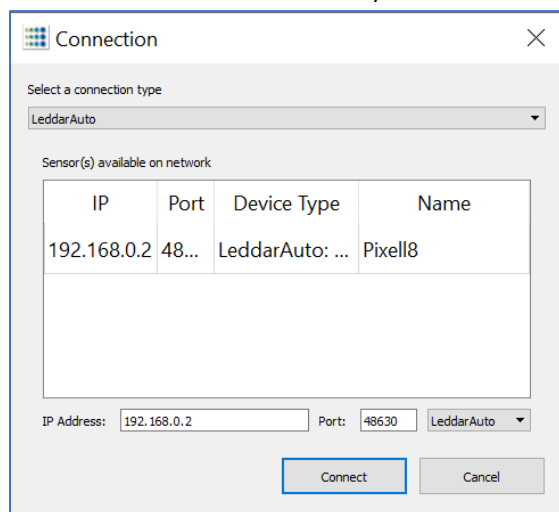 Connection
Select a connection type
LeddarAuto
Sensor(s) available on network
IP Port Device Type Name
192.168.0.2 48... LeddarAuto: ... Pixell8
IP Address: 192.168.0.2 Port: 48630 LeddarAuto
Connect Cancel